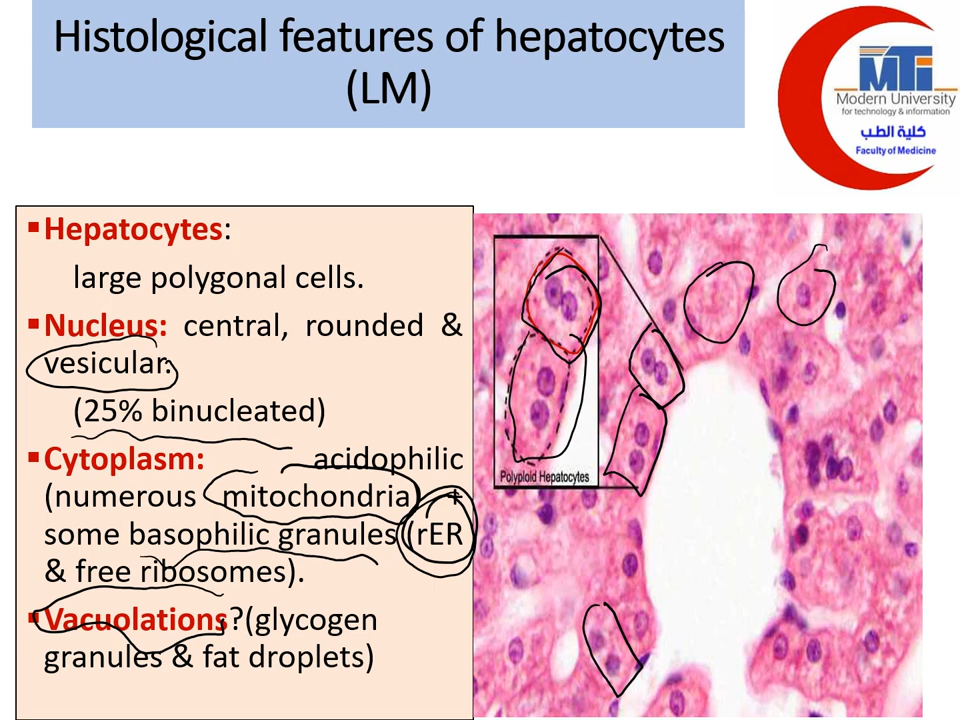 Histological features of hepatocytes
(LM)
MTI
Modern University
for technology & information
كلية الطب
Faculty of Medicine
▪Hepatocytes:
large polygonal cells.
▪Nucleus: central, rounded &
vesicular.
(25% binucleated)
▪Cytoplasm: acidophilic
(numerous mitochondria) +
some basophilic granules (rER
& free ribosomes).
▪Vacuolations?(glycogen
granules & fat droplets)
Polyploid Hepatocytes